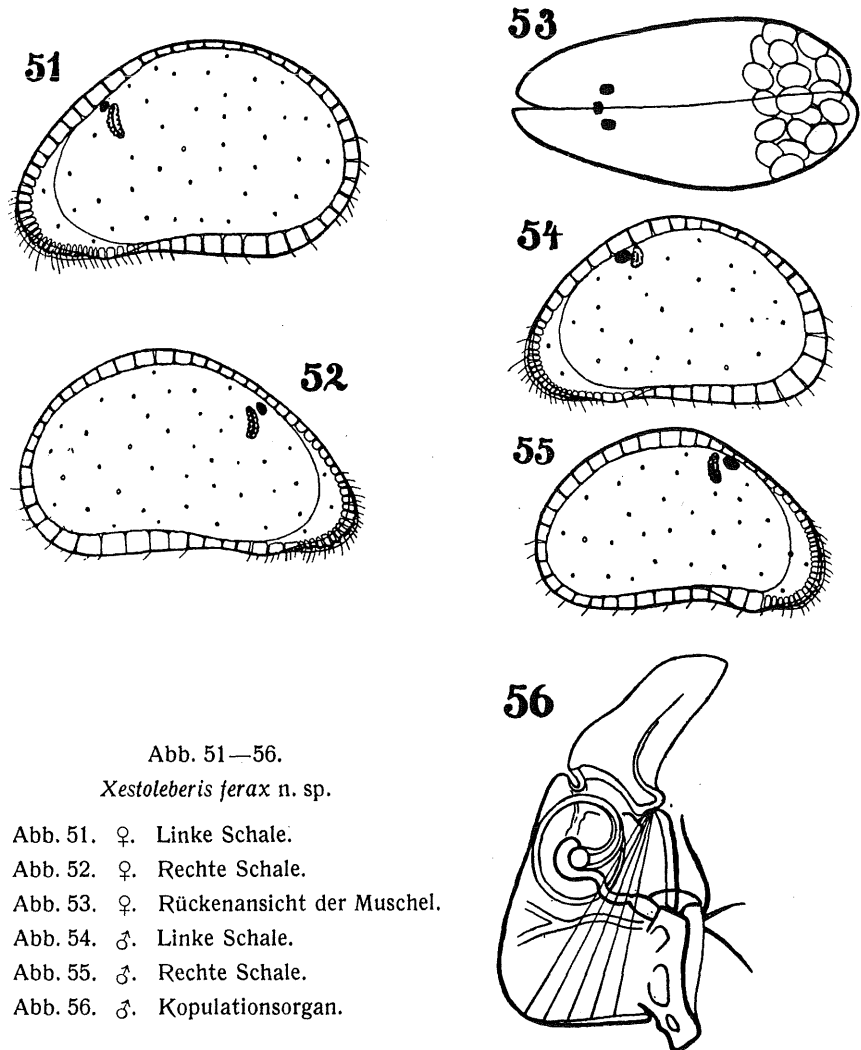 51
53
54
52
55
56
Abb. 51—56.
Xestoleberis ferax n. sp.
Abb. 51. ♀. Linke Schale.
Abb. 52. ♀. Rechte Schale.
Abb. 53. ♀. Rückenansicht der Muschel.
Abb. 54. ♂. Linke Schale.
Abb. 55. ♂. Rechte Schale.
Abb. 56. ♂. Kopulationsorgan.